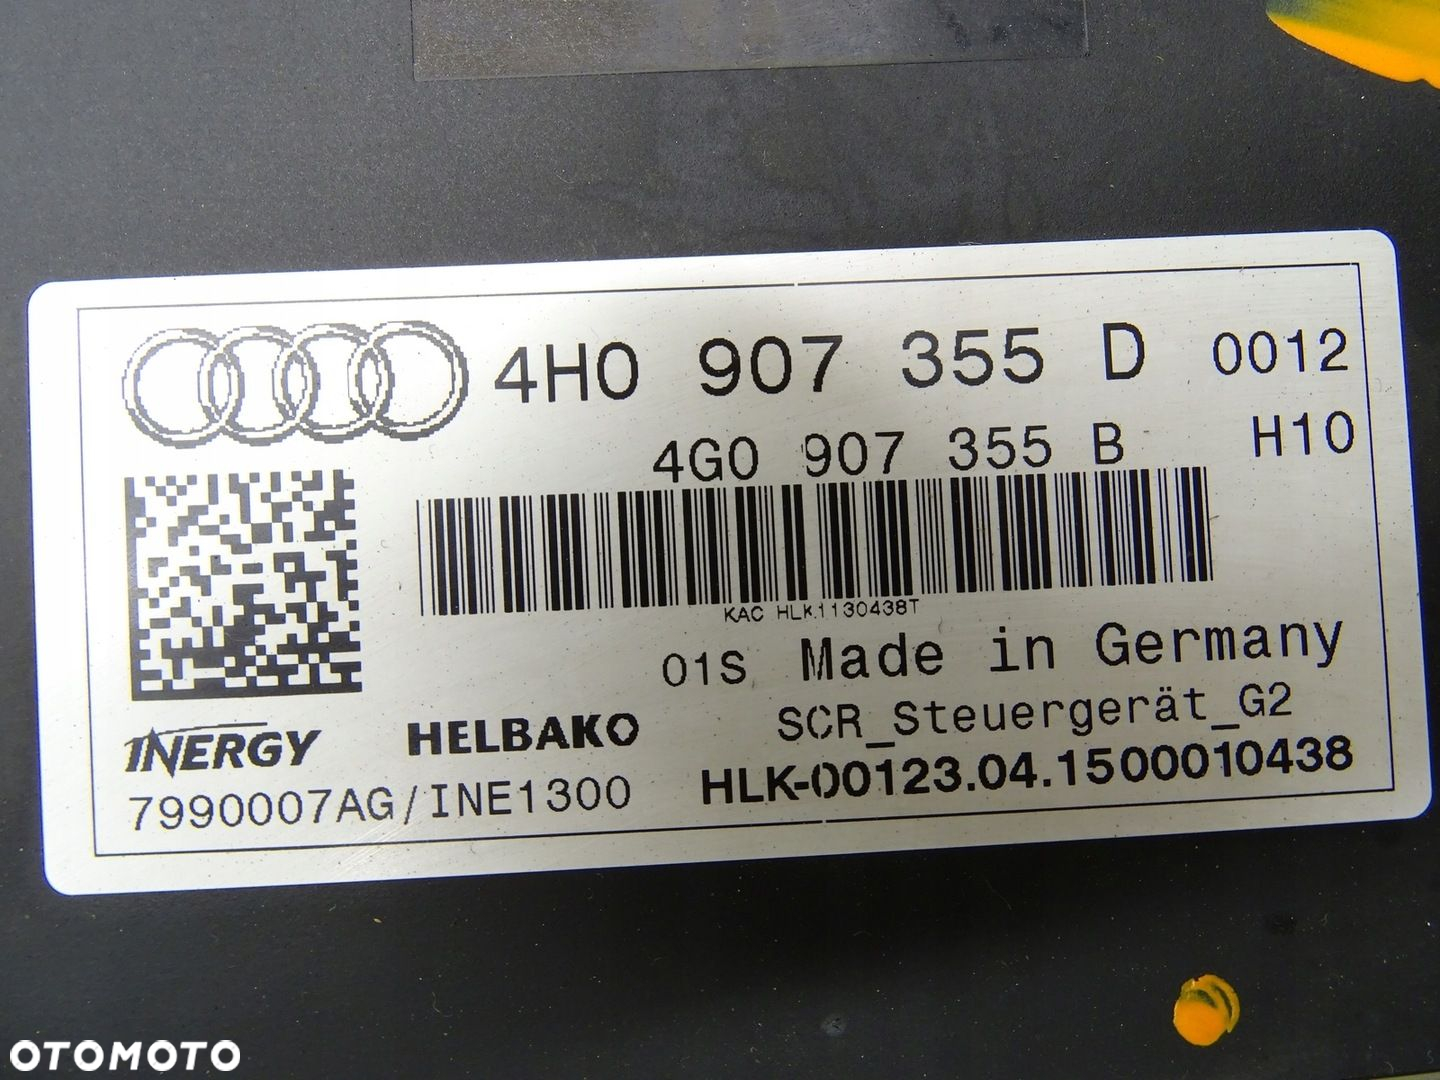 4H0 907 355 D 0012
4G0 907 355 B H10
KAC HLK1130438T
01S Made in Germany
SCR_Steuergerät_G2
INERGY HELBAKO
HLK-00123.04.1500010438
7990007AG/INE1300
OTOMOTO